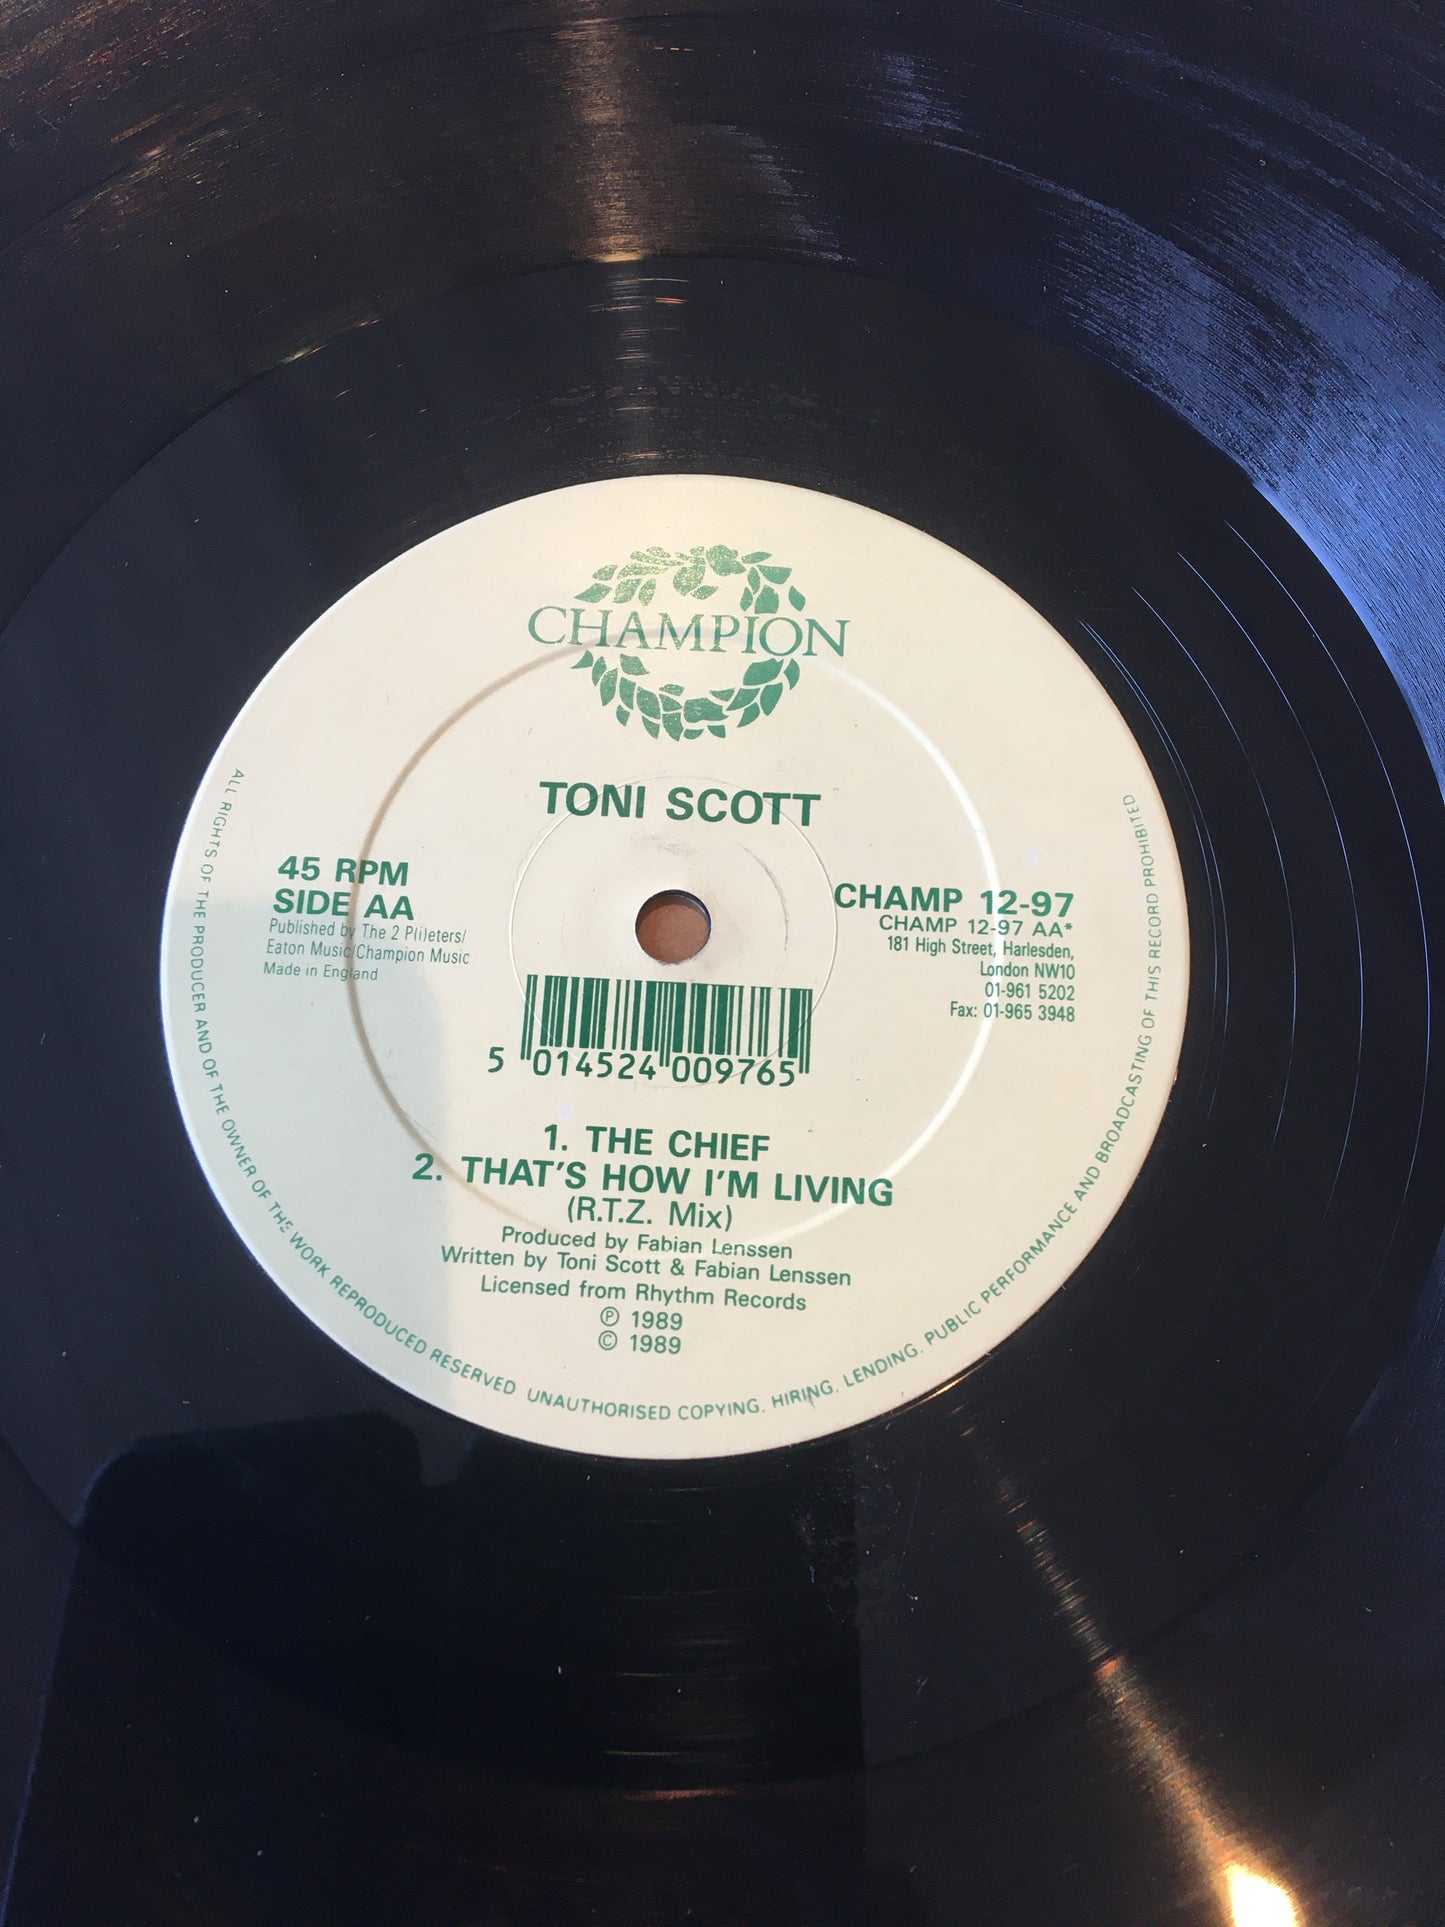 CHAMPION
TONI SCOTT
45 RPM
SIDE AA
Published by The 2 P(i)eters/
Eaton Music/Champion Music
Made in England
CHAMP 12-97
CHAMP 12-97 AA*
181 High Street, Harlesden,
London NW10
01-961 5202
Fax: 01-965 3948
5 014524 009765
1. THE CHIEF
2. THAT'S HOW I'M LIVING
(R.T.Z. Mix)
Produced by Fabian Lenssen
Written by Toni Scott & Fabian Lenssen
Licensed from Rhythm Records
℗ 1989
© 1989
ALL RIGHTS OF THE PRODUCER AND OF THE OWNER OF THE WORK REPRODUCED RESERVED UNAUTHORISED COPYING. HIRING. LENDING. PUBLIC PERFORMANCE AND BROADCASTING OF THIS RECORD PROHIBITED